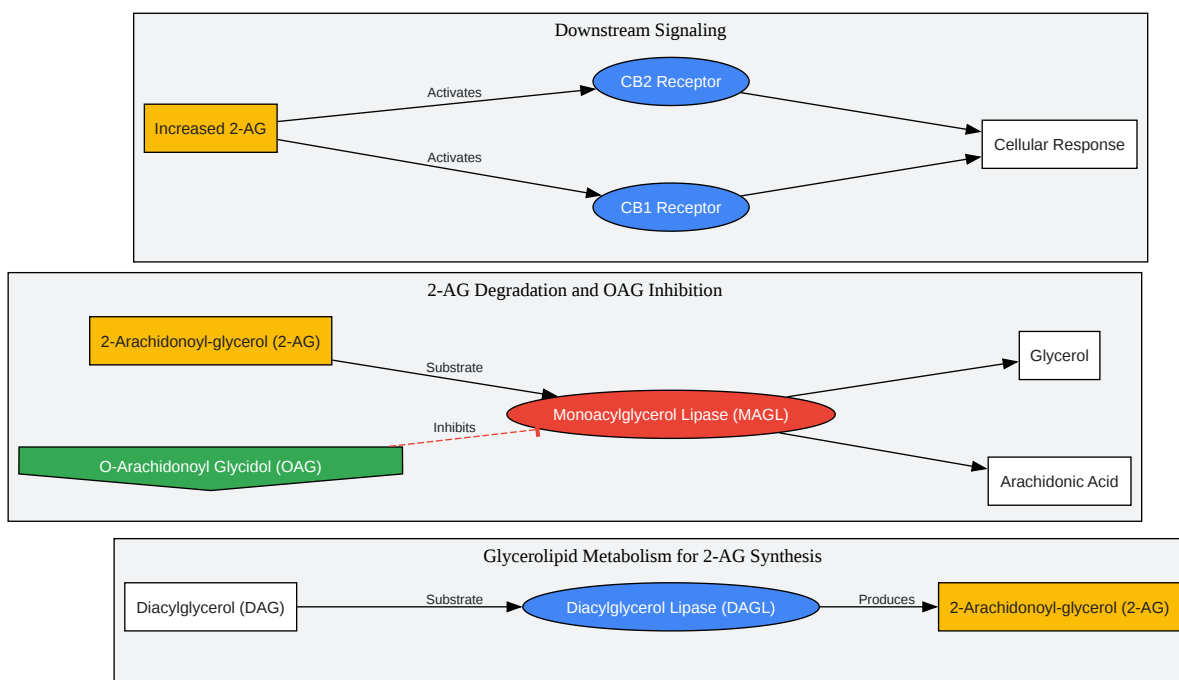 Downstream Signaling
CB2 Receptor
Activates
Increased 2-AG
Cellular Response
Activates
CB1 Receptor
2-AG Degradation and OAG Inhibition
2-Arachidonoyl-glycerol (2-AG)
Glycerol
Substrate
Monoacylglycerol Lipase (MAGL)
Inhibits
O-Arachidonoyl Glycidol (OAG)
Arachidonic Acid
Glycerolipid Metabolism for 2-AG Synthesis
Diacylglycerol (DAG)
Substrate
Diacylglycerol Lipase (DAGL)
Produces
2-Arachidonoyl-glycerol (2-AG)